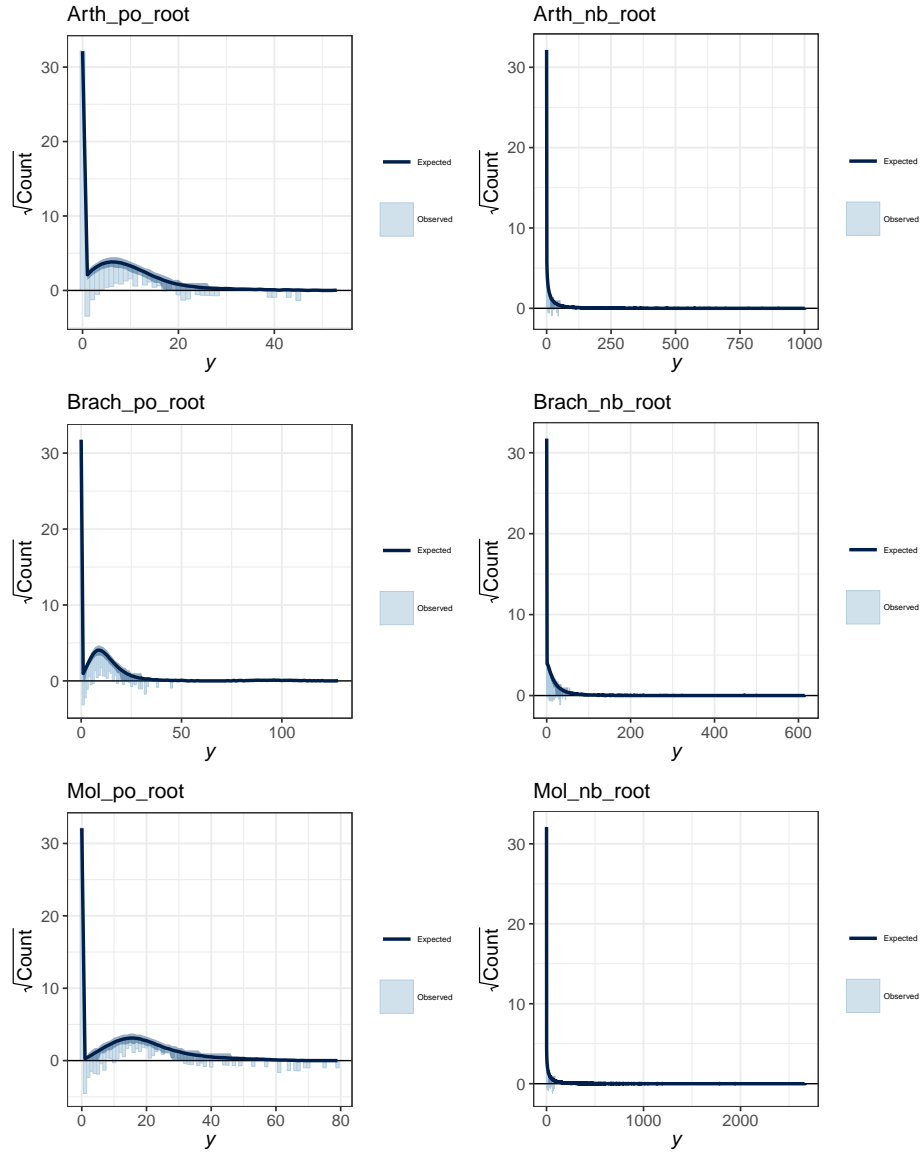 Arth_po_root
30
20
10
0
0
20
40
√Count
y
Expected
Observed
Arth_nb_root
30
20
10
0
0
250
500
750
1000
√Count
y
Expected
Observed
Brach_po_root
30
20
10
0
0
50
100
√Count
y
Expected
Observed
Brach_nb_root
30
20
10
0
0
200
400
600
√Count
y
Expected
Observed
Mol_po_root
30
20
10
0
0
20
40
60
80
√Count
y
Expected
Observed
Mol_nb_root
30
20
10
0
0
1000
2000
√Count
y
Expected
Observed